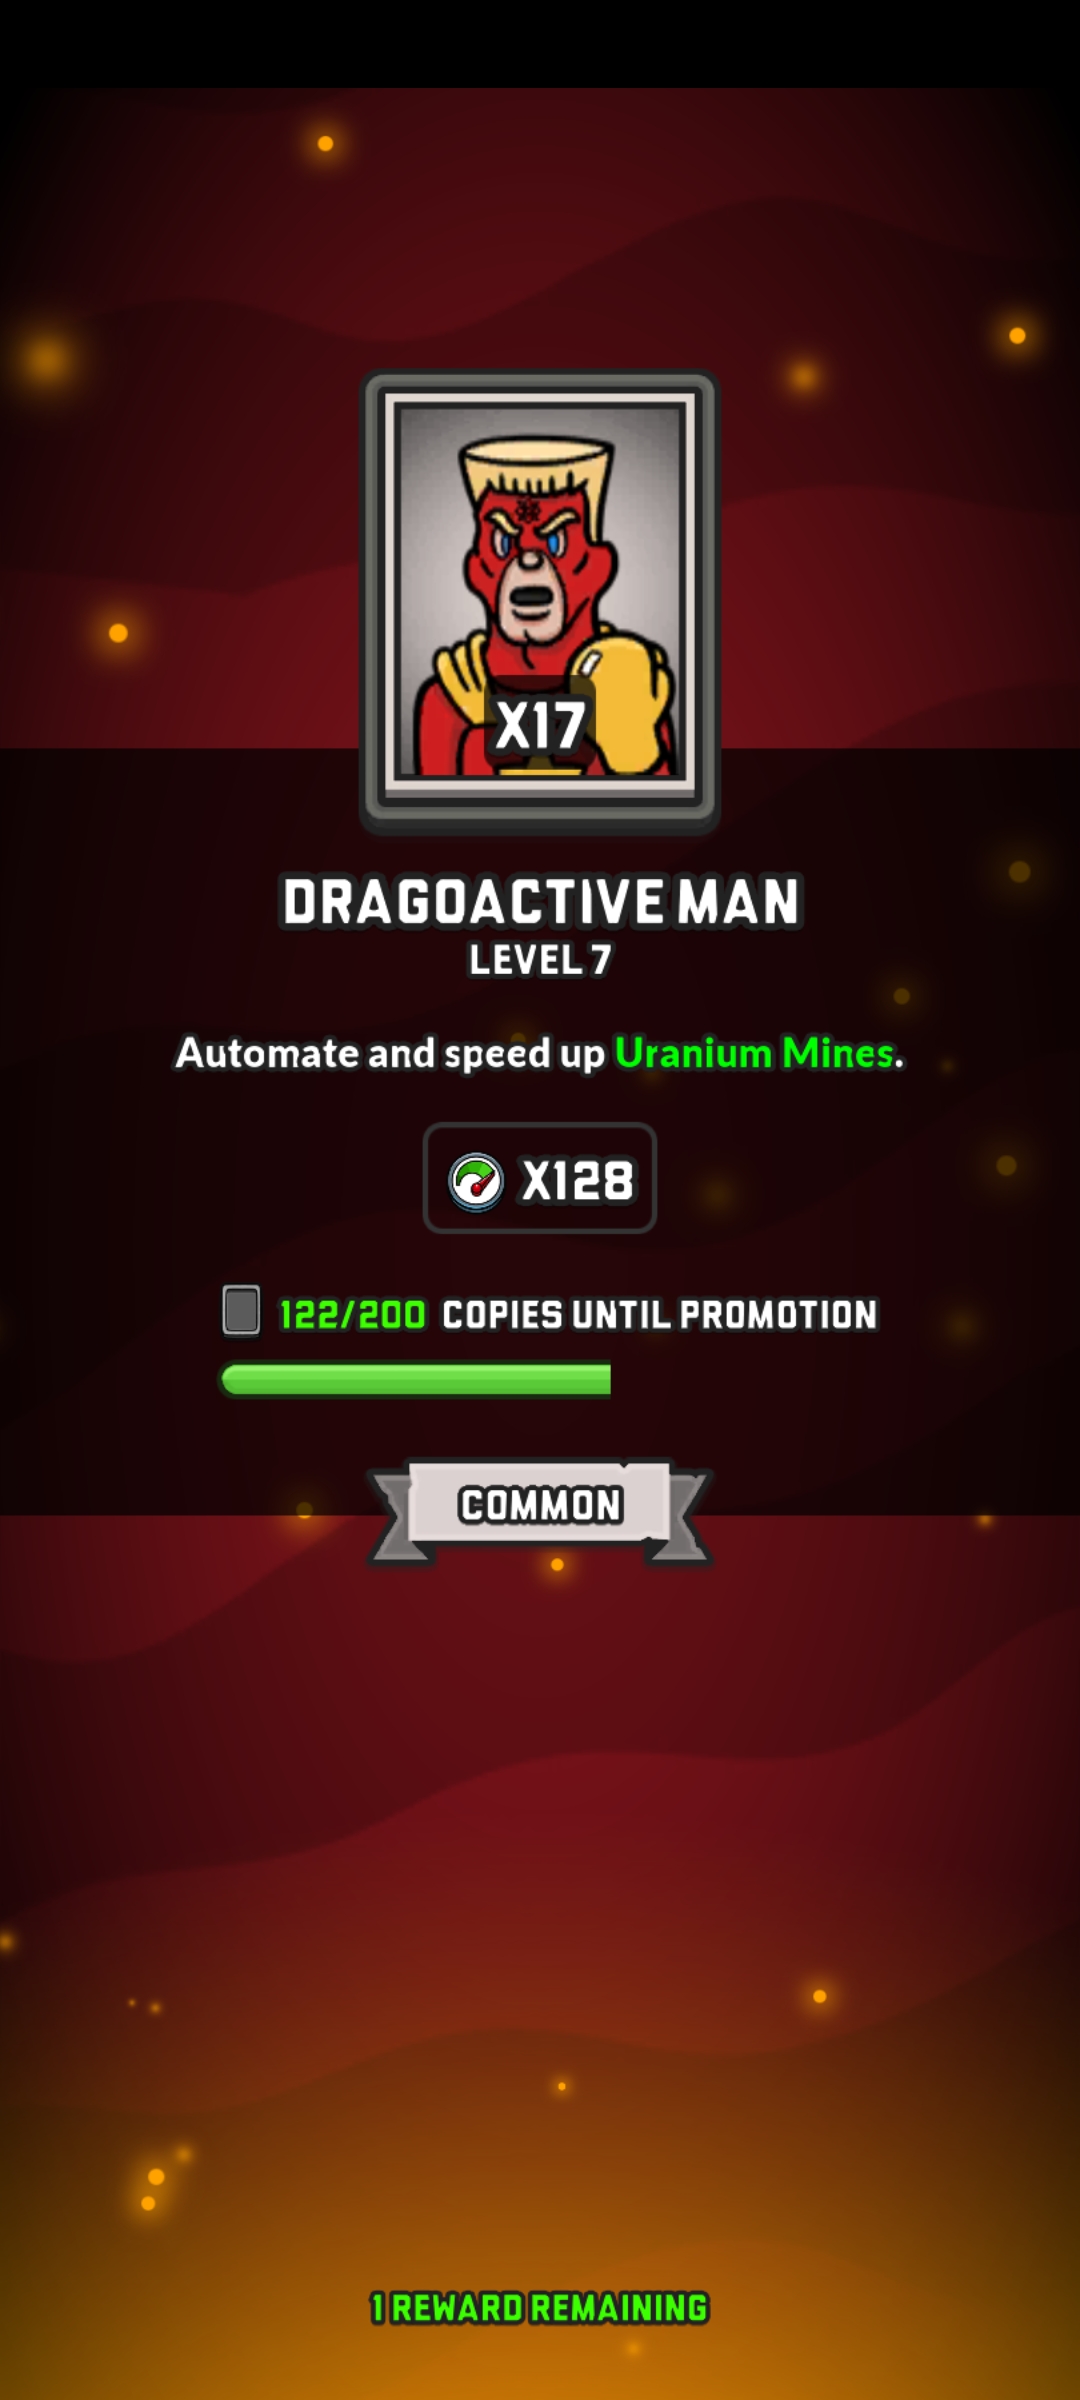 X17
DRAGOACTIVE MAN
LEVEL 7
Automate and speed up Uranium Mines.
X128
122/200 COPIES UNTIL PROMOTION
COMMON
1 REWARD REMAINING